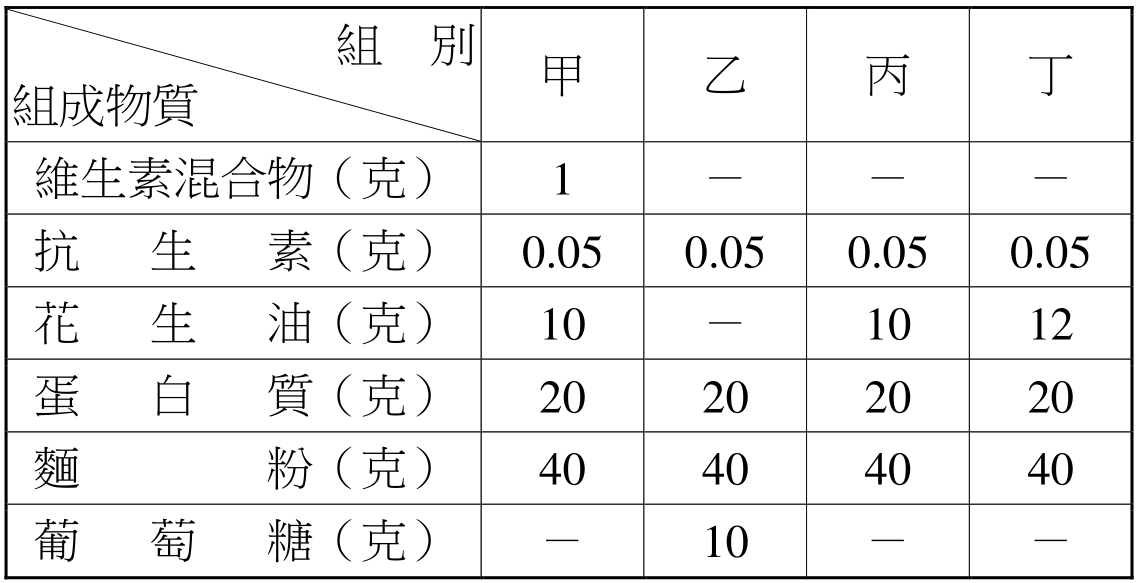 組別 甲 乙 丙 丁
組成物質
維生素混合物（克） 1 － － －
抗生素（克） 0.05 0.05 0.05 0.05
花生油（克） 10 － 10 12
蛋白質（克） 20 20 20 20
麵粉（克） 40 40 40 40
葡萄糖（克） － 10 － －